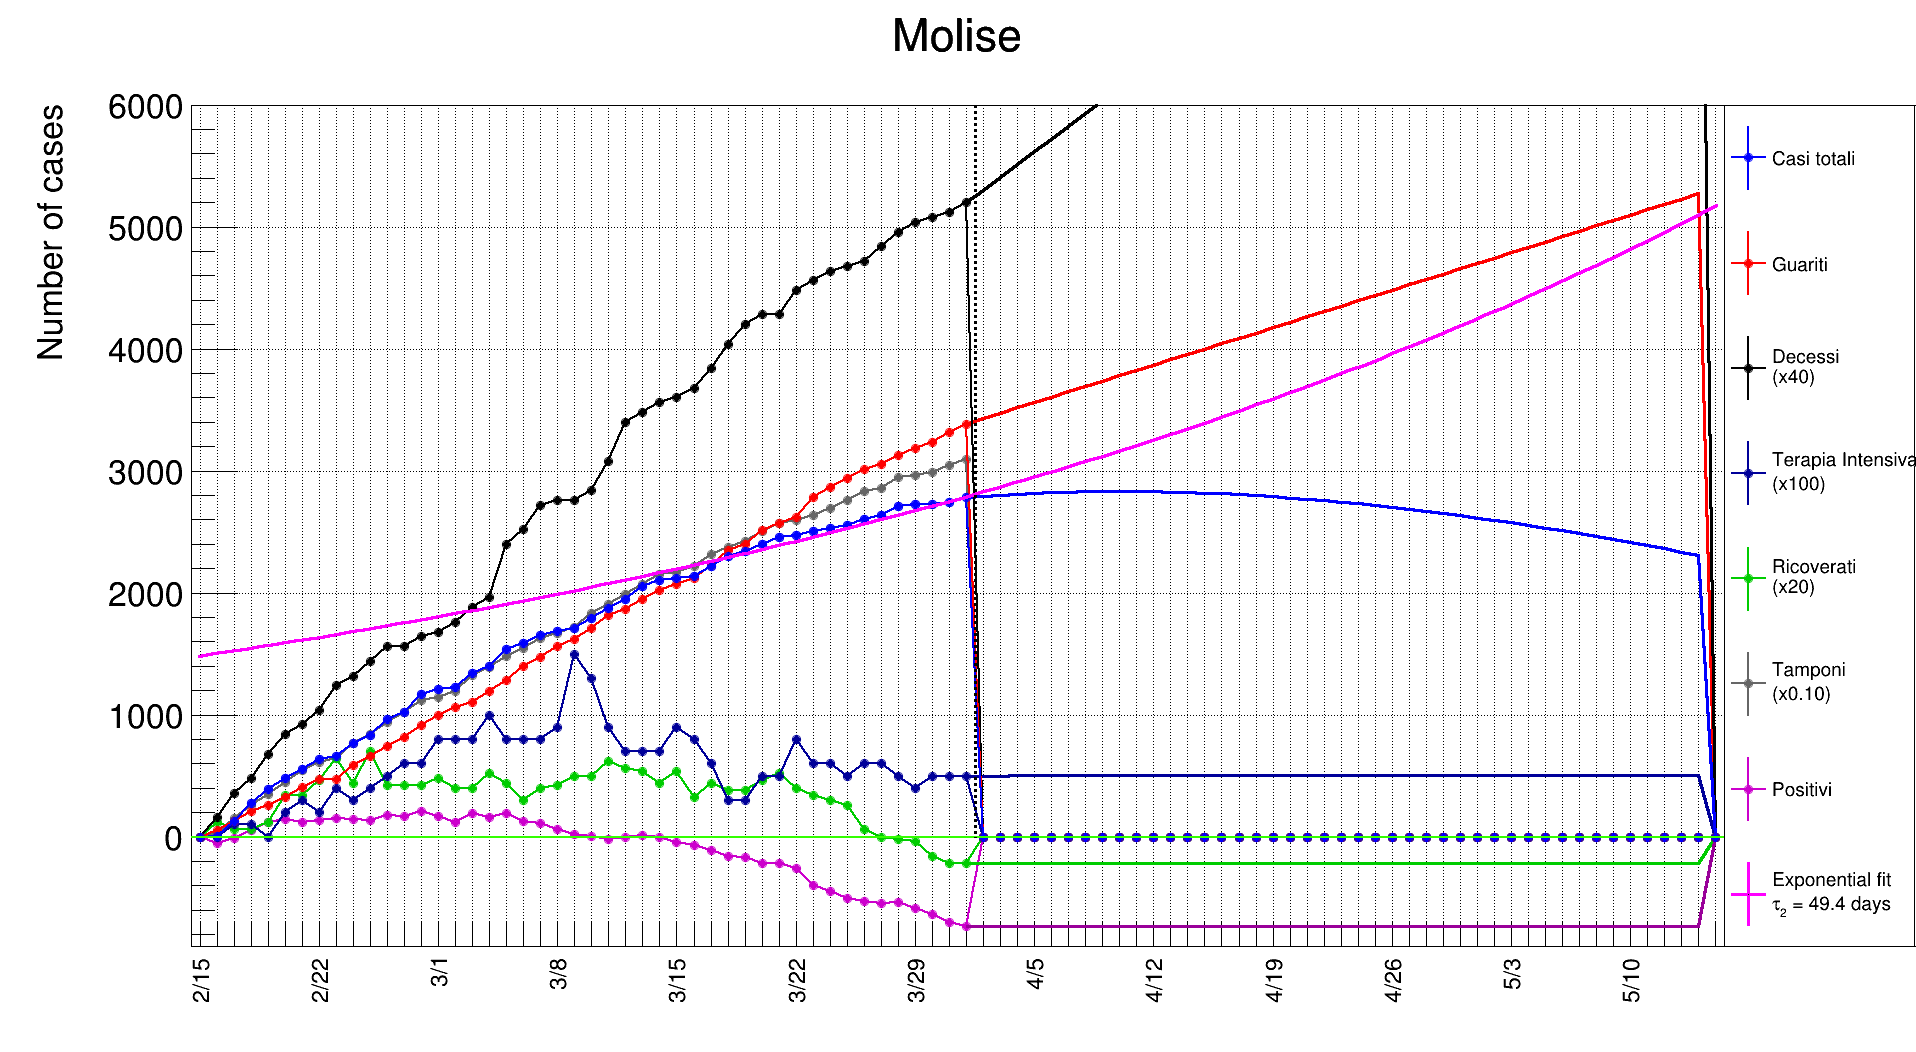 Molise
Number of cases
6000
5000
4000
3000
2000
1000
0
2/15
2/22
3/1
3/8
3/15
3/22
3/29
4/5
4/12
4/19
4/26
5/3
5/10
Casi totali
Guariti
Decessi
(x40)
Terapia Intensiva
(x100)
Ricoverati
(x20)
Tamponi
(x0.10)
Positivi
Exponential fit
τ2 = 49.4 days